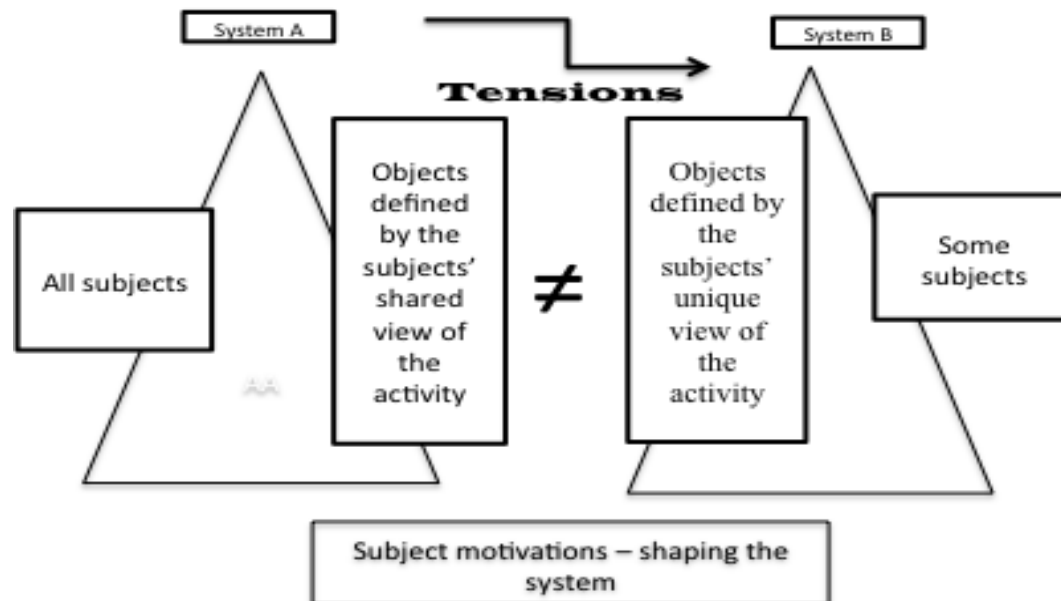 System A
System B
Tensions
All subjects
Objects
defined
by the
subjects’
shared
view of
the
activity
≠
Objects
defined by
the
subjects’
unique
view of
the
activity
Some
subjects
AA
Subject motivations – shaping the
system